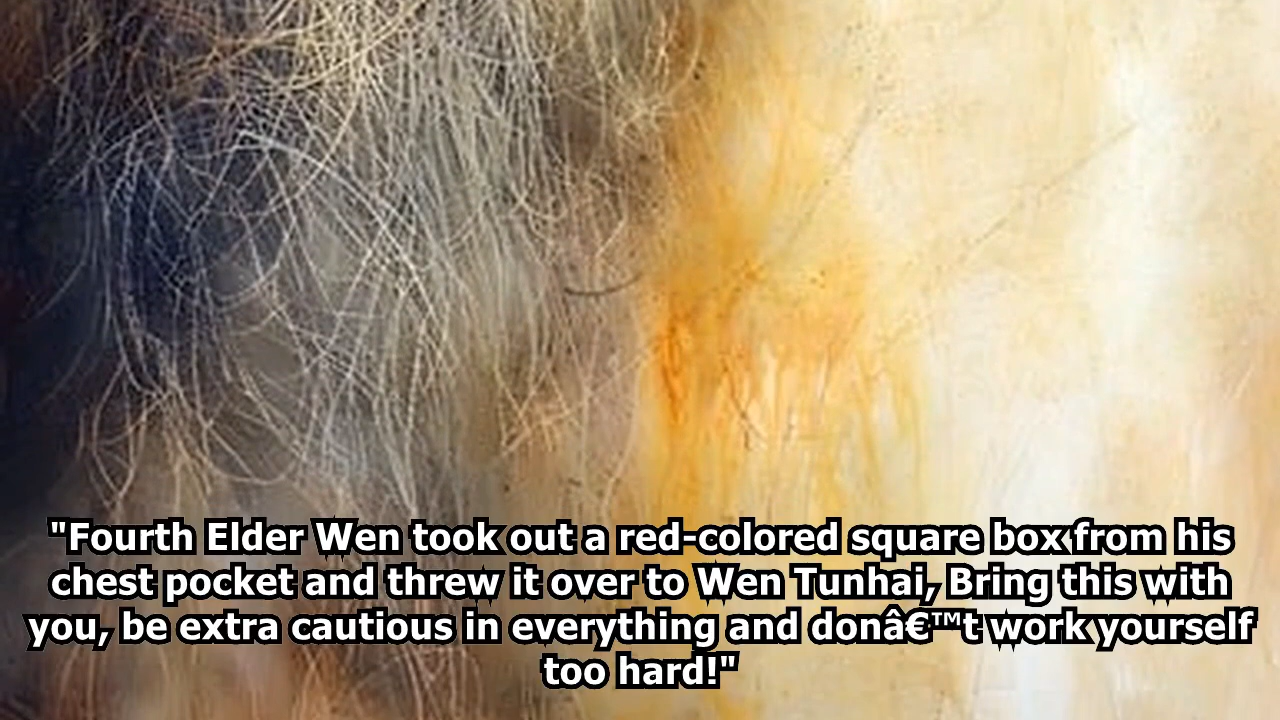 "Fourth Elder Wen took out a red-colored square box from his
chest pocket and threw it over to Wen Tunhai, Bring this with
you, be extra cautious in everything and donâ€™t work yourself
too hard!"